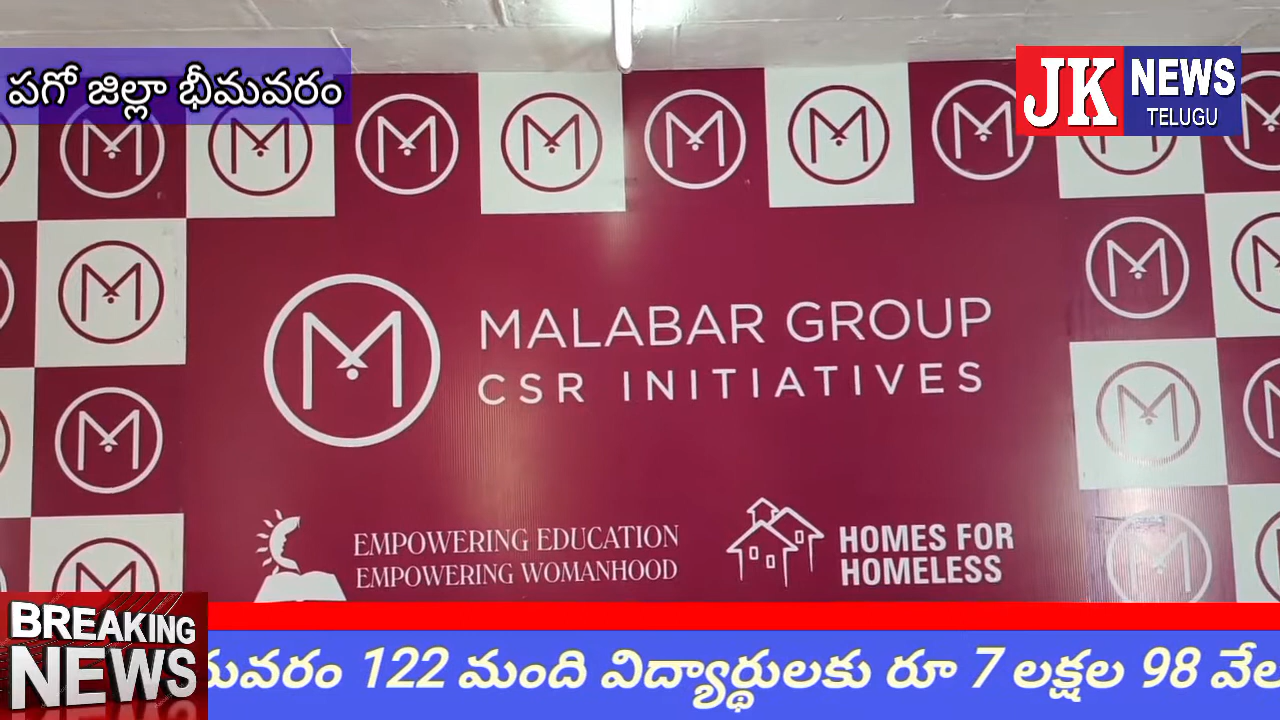 పగో జిల్లా భీమవరం
JK NEWS
TELUGU
MALABAR GROUP
CSR INITIATIVES
EMPOWERING EDUCATION
EMPOWERING WOMANHOOD
HOMES FOR
HOMELESS
BREAKING
NEWS
122 మంది విద్యార్థులకు రూ 7 లక్షల 98 వేల